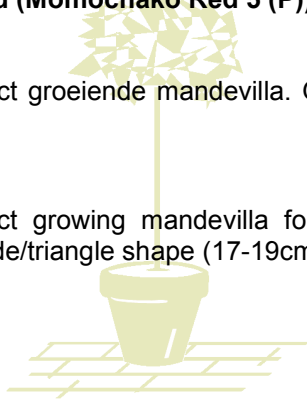 (Momochako Red 3 (P))
ct groeiende mandevilla.
ct growing mandevilla fo
de/triangle shape (17-19cm